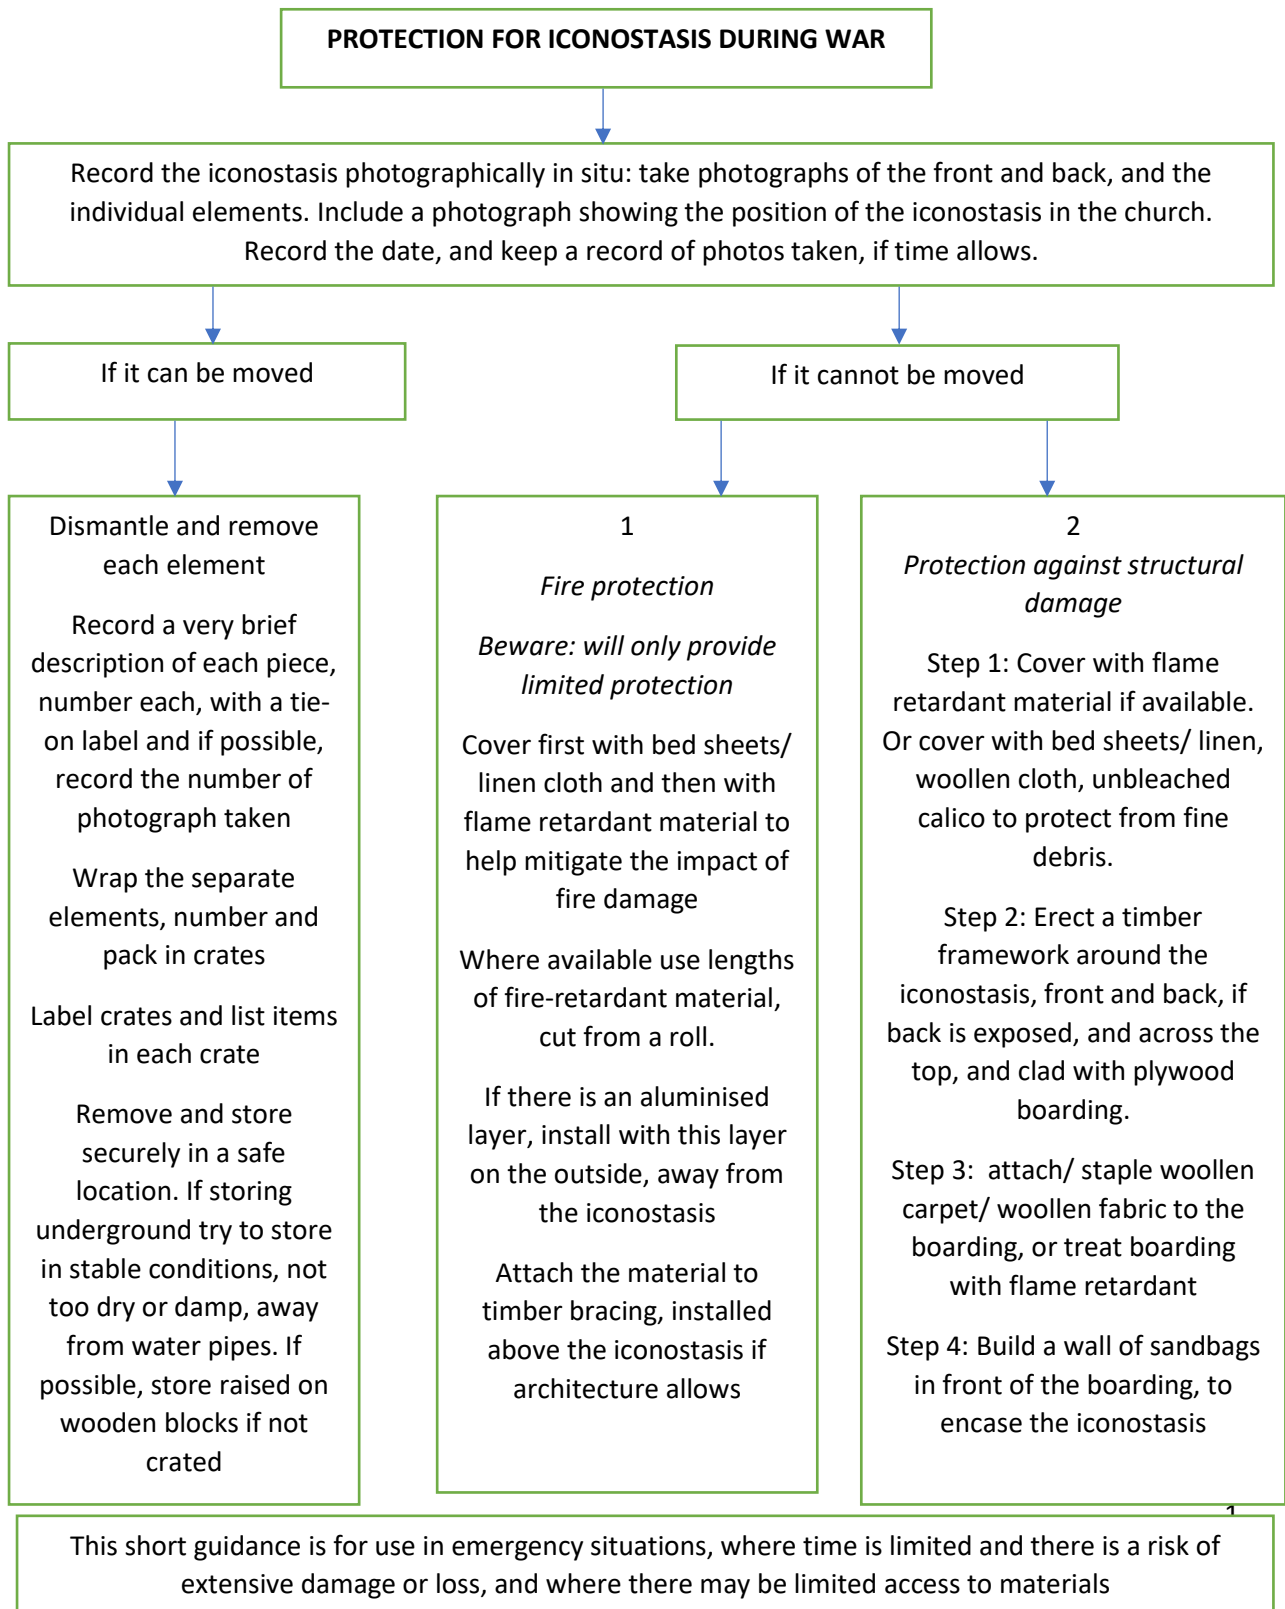 PROTECTION FOR ICONOSTASIS DURING WAR
Record the iconostasis photographically in situ: take photographs of the front and back, and the
individual elements. Include a photograph showing the position of the iconostasis in the church.
Record the date, and keep a record of photos taken, if time allows.
If it can be moved
If it cannot be moved
Dismantle and remove
each element
Record a very brief
description of each piece,
number each, with a tie-
on label and if possible,
record the number of
photograph taken
Wrap the separate
elements, number and
pack in crates
Label crates and list items
in each crate
Remove and store
securely in a safe
location. If storing
underground try to store
in stable conditions, not
too dry or damp, away
from water pipes. If
possible, store raised on
wooden blocks if not
crated
1
Fire protection
Beware: will only provide
limited protection
Cover first with bed sheets/
linen cloth and then with
flame retardant material to
help mitigate the impact of
fire damage
Where available use lengths
of fire-retardant material,
cut from a roll.
If there is an aluminised
layer, install with this layer
on the outside, away from
the iconostasis
Attach the material to
timber bracing, installed
above the iconostasis if
architecture allows
2
Protection against structural
damage
Step 1: Cover with flame
retardant material if available.
Or cover with bed sheets/ linen,
woollen cloth, unbleached
calico to protect from fine
debris.
Step 2: Erect a timber
framework around the
iconostasis, front and back, if
back is exposed, and across the
top, and clad with plywood
boarding.
Step 3:  attach/ staple woollen
carpet/ woollen fabric to the
boarding, or treat boarding
with flame retardant
Step 4: Build a wall of sandbags
in front of the boarding, to
encase the iconostasis
1
This short guidance is for use in emergency situations, where time is limited and there is a risk of
extensive damage or loss, and where there may be limited access to materials